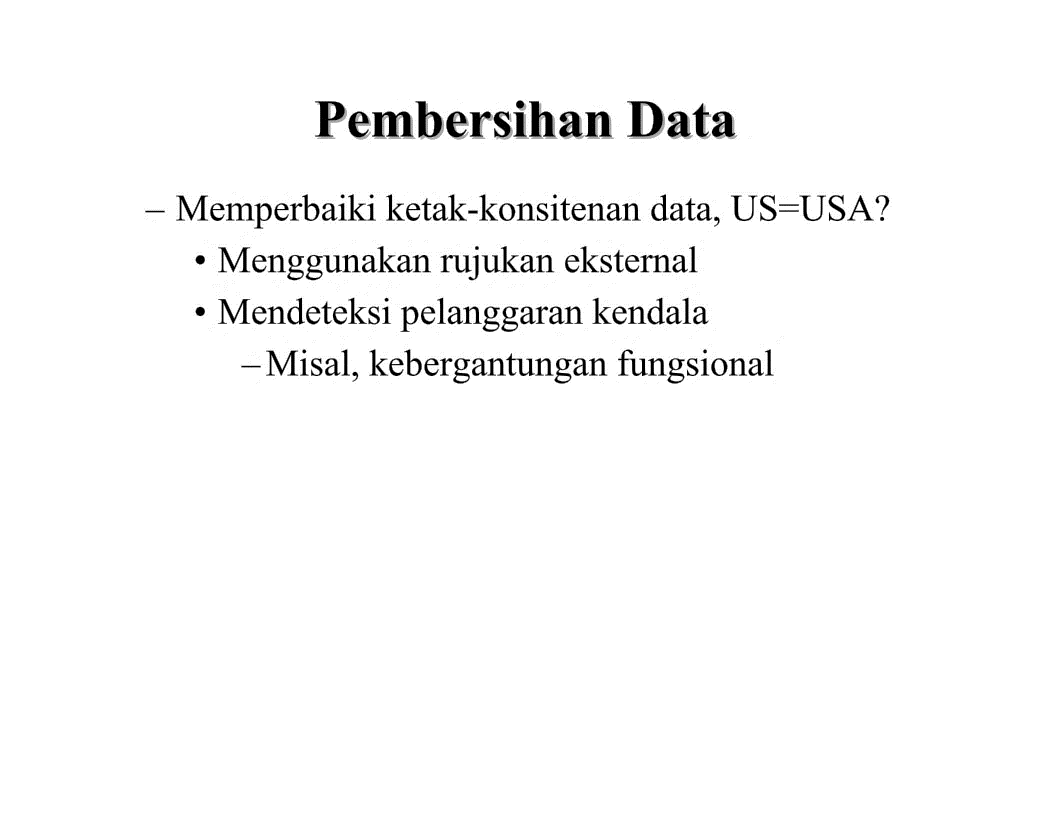 Pembersihan Data
– Memperbaiki ketak-konsitenan data, US=USA?
• Menggunakan rujukan eksternal
• Mendeteksi pelanggaran kendala
– Misal, kebergantungan fungsional